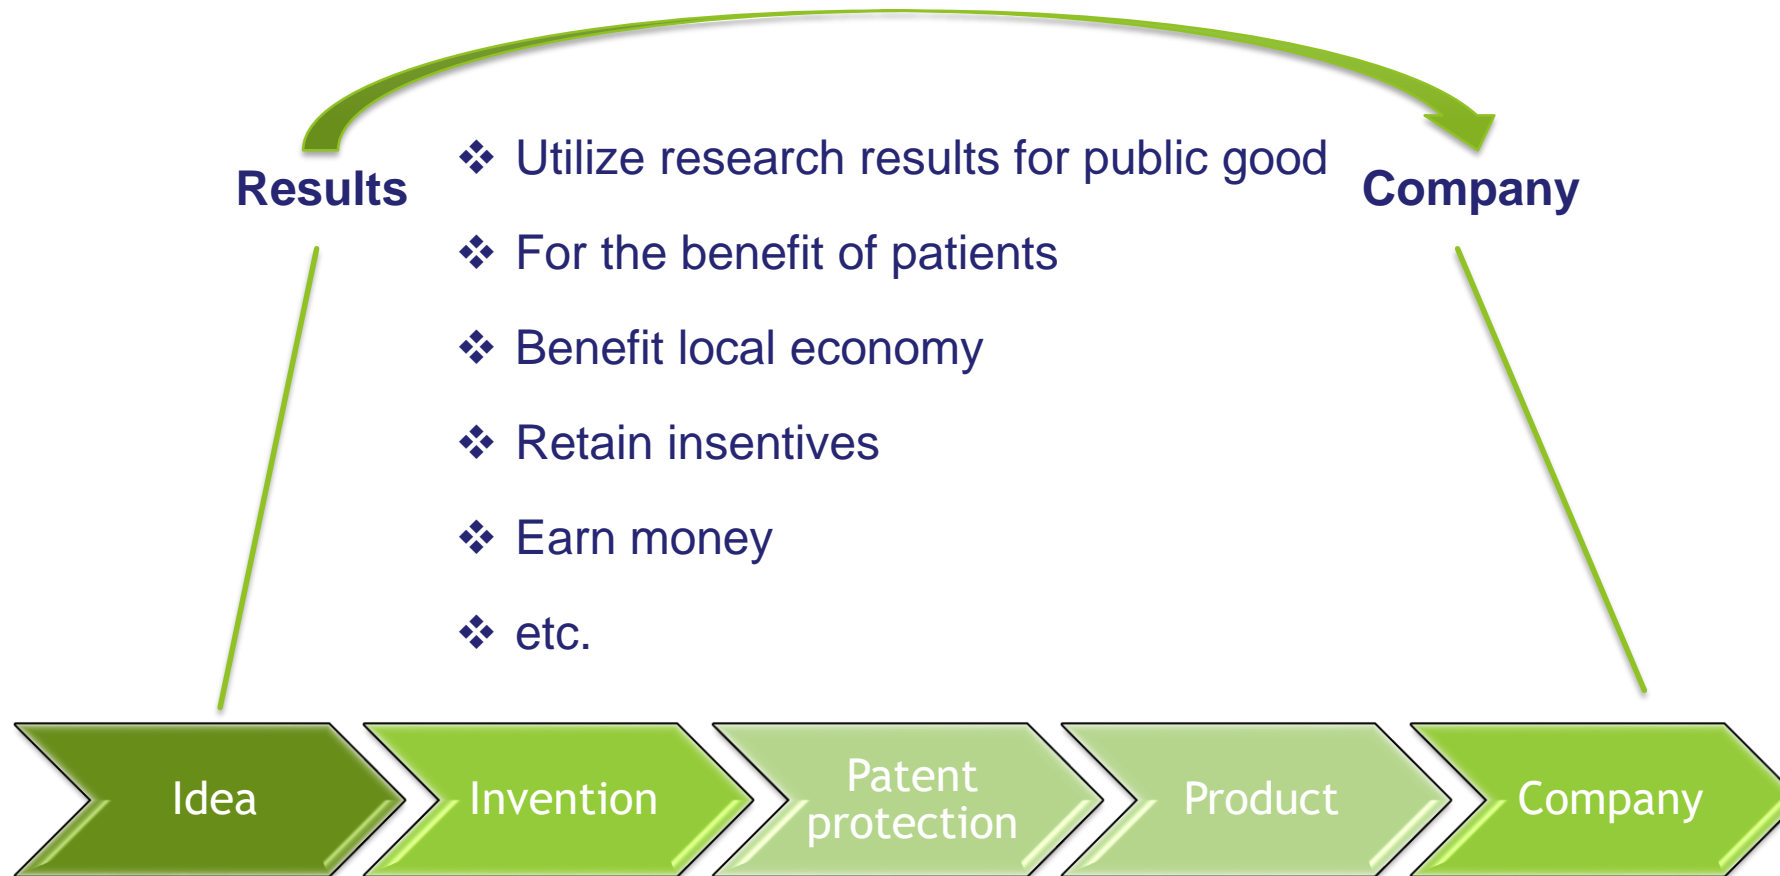 Results
❖ Utilize research results for public good
❖ For the benefit of patients
❖ Benefit local economy
❖ Retain insentives
❖ Earn money
❖ etc.
Company
Idea
Invention
Patent
protection
Product
Company